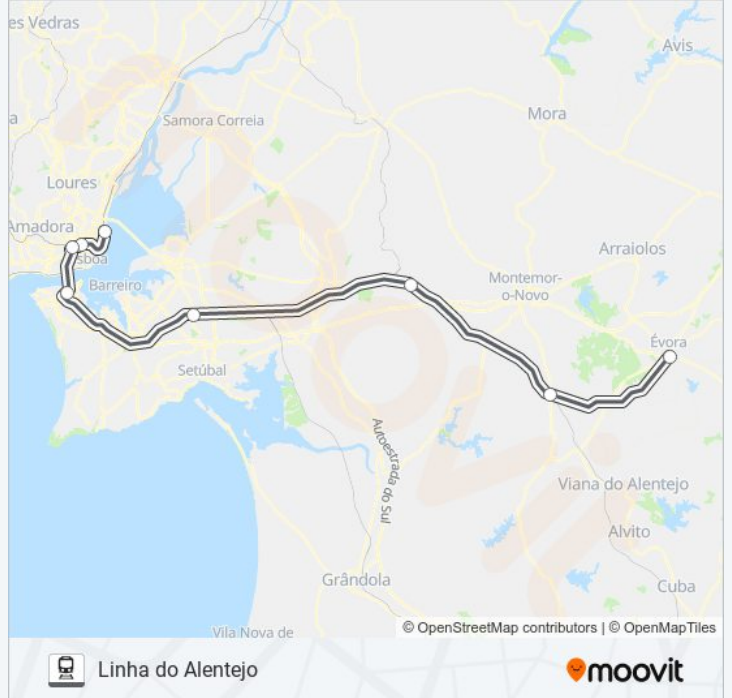 es Vedras
Avis
Mora
a
Samora Correia
Loures
Amadora
Arraiolos
sboa
Barreiro
Montemor-
o-Novo
Évora
Setúbal
Autoestrada do Sul
Viana do Alentejo
Alvito
Grândola
Cuba
Vila Nova de
© OpenStreetMap contributors | © OpenMapTiles
Linha do Alentejo
moovit